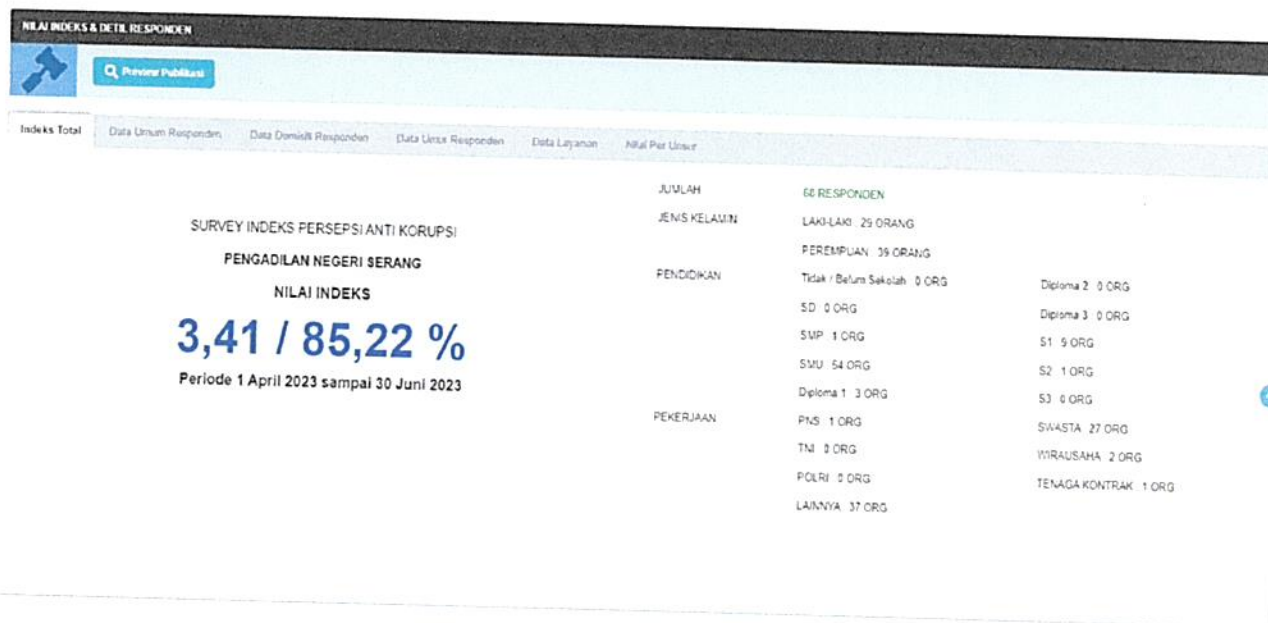 NILAI INDEKS & DETIL RESPONDEN
Preview Publikasi
Indeks Total
Data Umum Responden
Data Domisili Responden
Data Unsur Responden
Data Layanan
Nilai Per Unsur
SURVEY INDEKS PERSEPSI ANTI KORUPSI
PENGADILAN NEGERI SERANG
NILAI INDEKS
3,41 / 85,22 %
Periode 1 April 2023 sampai 30 Juni 2023
JUMLAH 68 RESPONDEN
JENIS KELAMIN LAKI-LAKI : 29 ORANG
PEREMPUAN : 39 ORANG
PENDIDIKAN Tidak / Belum Sekolah : 0 ORG Diploma 2 : 0 ORG
SD : 0 ORG Diploma 3 : 0 ORG
SMP : 1 ORG S1 : 9 ORG
SMU : 54 ORG S2 : 1 ORG
Diploma 1 : 3 ORG S3 : 0 ORG
PEKERJAAN PNS : 1 ORG SWASTA : 27 ORG
TNI : 0 ORG WIRAUSAHA : 2 ORG
POLRI : 0 ORG TENAGA KONTRAK : 1 ORG
LAINNYA : 37 ORG